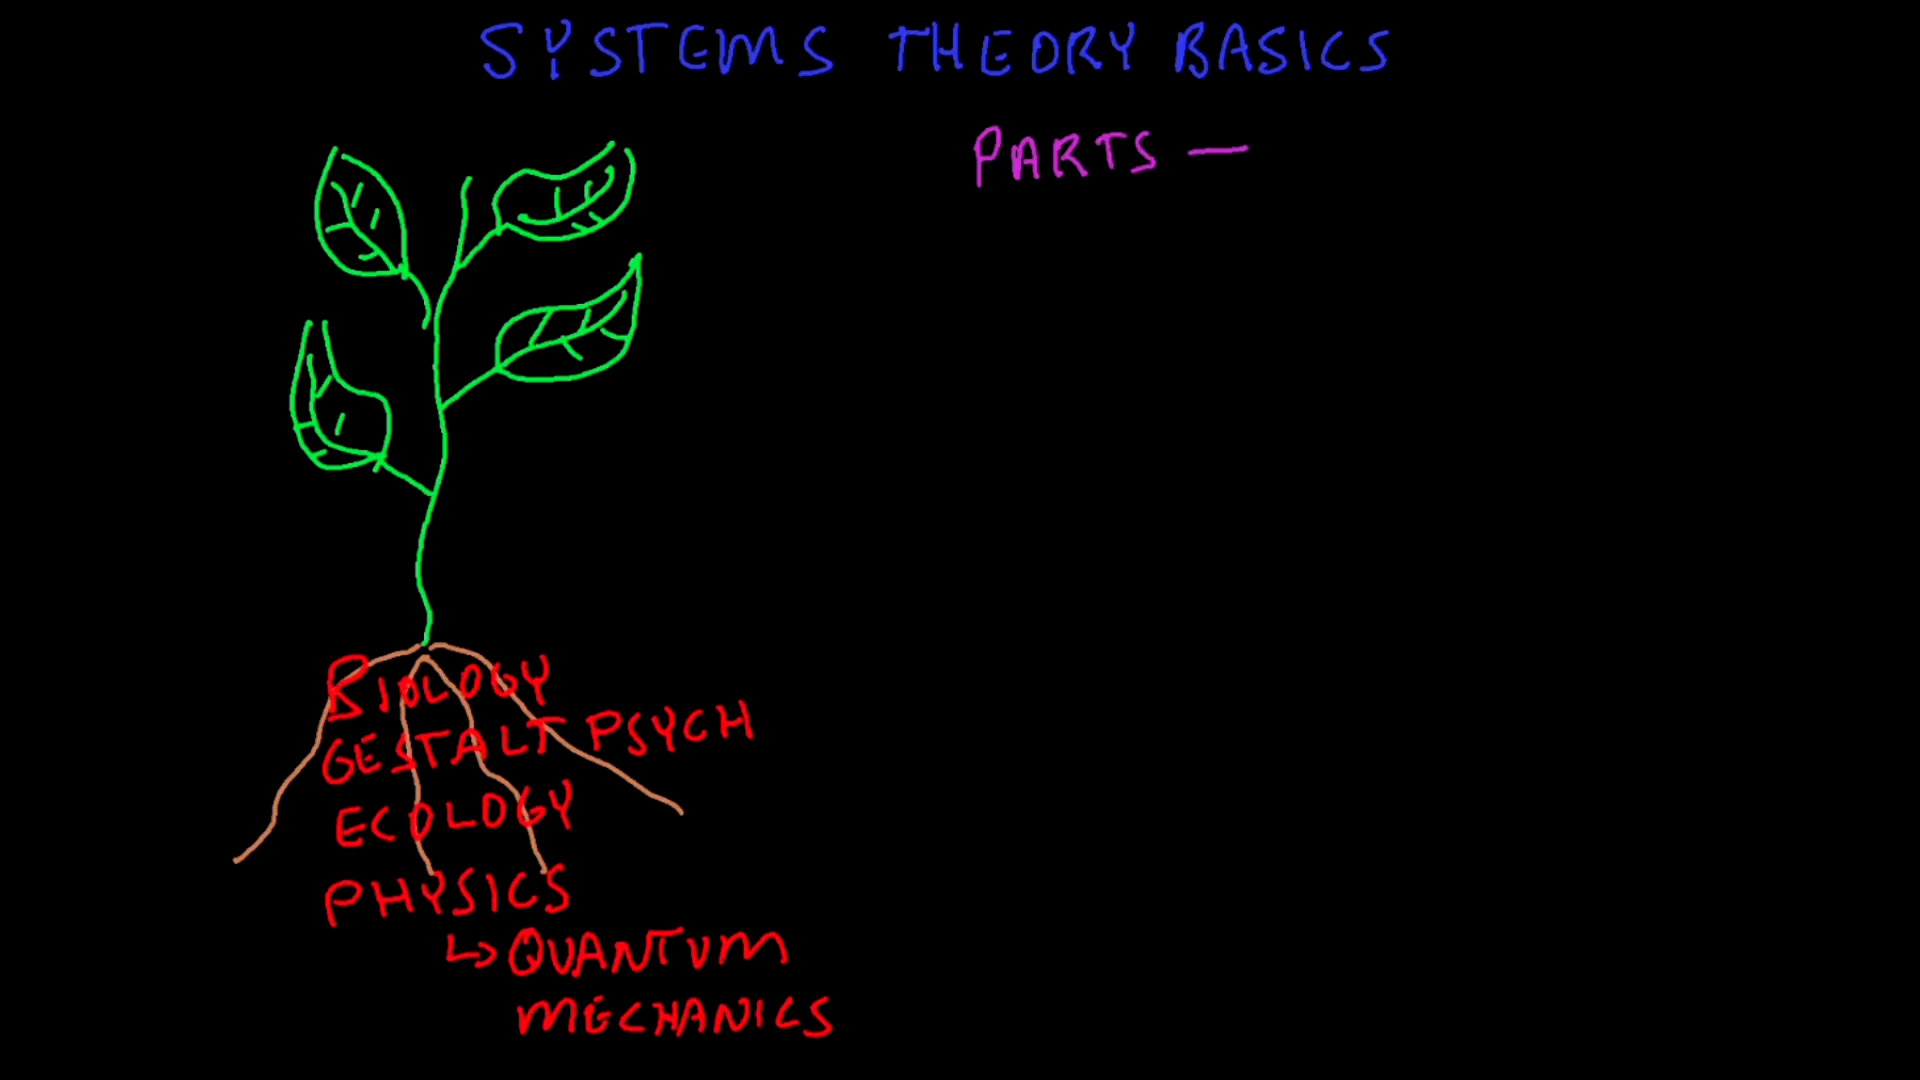 SYSTEMS THEORY BASICS
PARTS —
BIOLOGY
GESTALT PSYCH
ECOLOGY
PHYSICS
↳ QUANTUM
MECHANICS